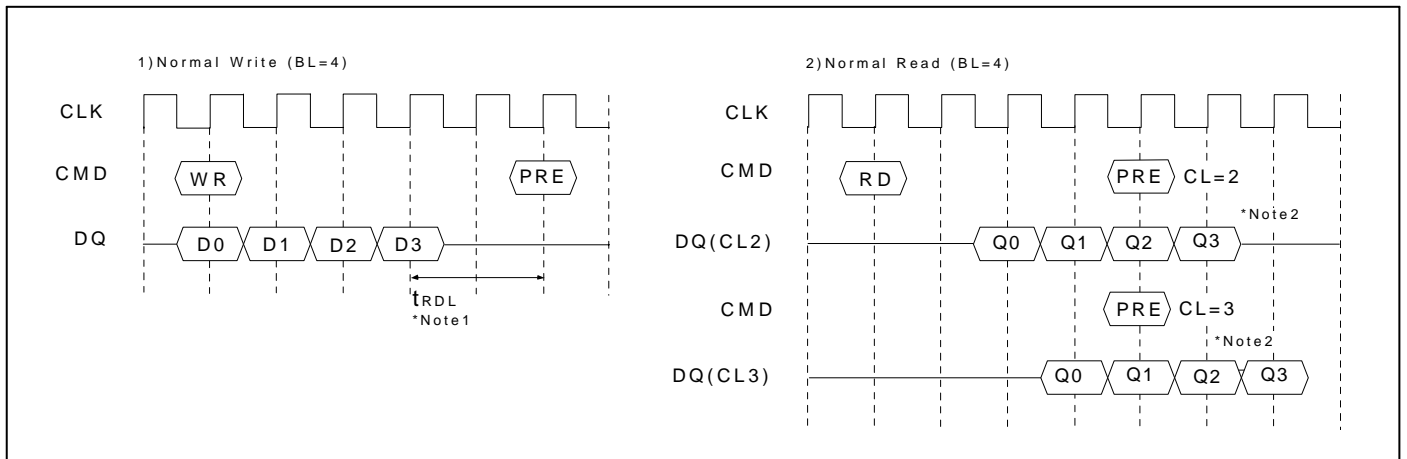 1)Normal Write (BL=4)
CLK
CMD
WR
PRE
DQ
D0
D1
D2
D3
tRDL
*Note1
2)Normal Read (BL=4)
CLK
CMD
RD
PRE
CL=2
*Note2
DQ(CL2)
Q0
Q1
Q2
Q3
CMD
PRE
CL=3
*Note2
DQ(CL3)
Q0
Q1
Q2
Q3